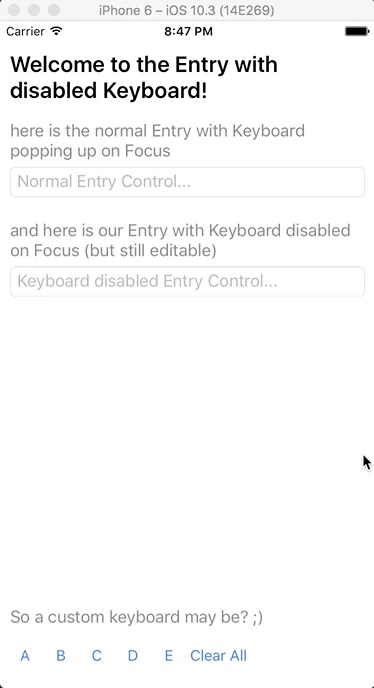 iPhone 6 – iOS 10.3 (14E269)
Carrier 8:47 PM
Welcome to the Entry with
disabled Keyboard!
here is the normal Entry with Keyboard
popping up on Focus
Normal Entry Control...
and here is our Entry with Keyboard disabled
on Focus (but still editable)
Keyboard disabled Entry Control...
So a custom keyboard may be? ;)
A B C D E Clear All